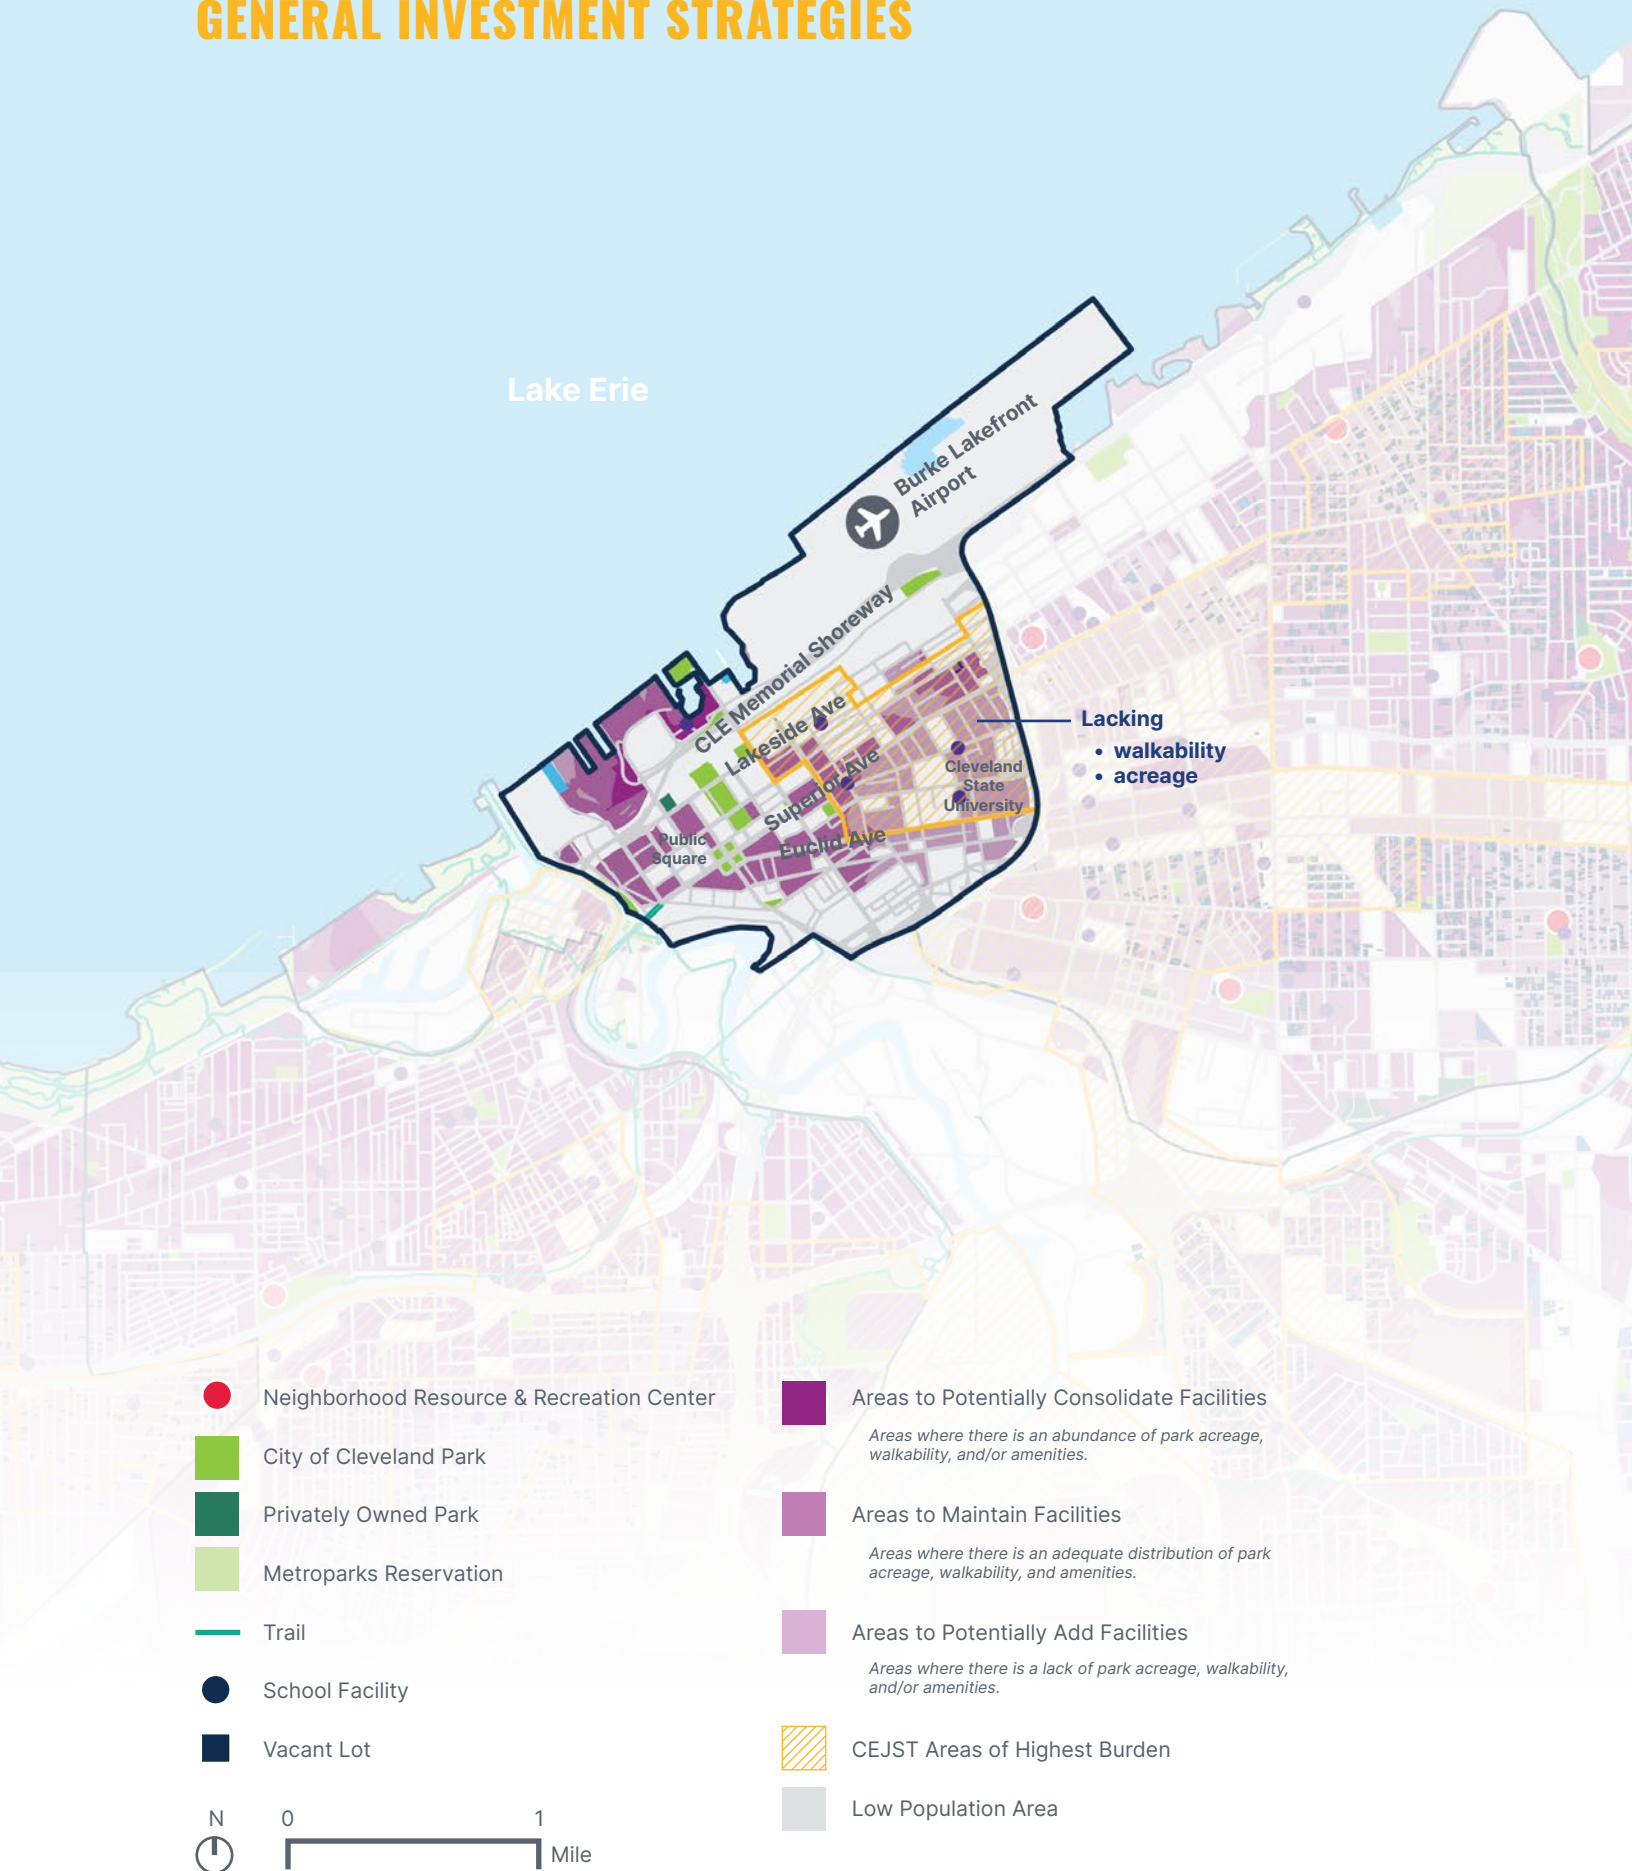 GENERAL INVESTMENT STRATEGIES
Lake Erie
Burke Lakefront
Airport
CLE Memorial Shoreway
Lakeside Ave
Superior Ave
Euclid Ave
Public
Square
Cleveland
State
University
Lacking
• walkability
• acreage
Neighborhood Resource & Recreation Center
City of Cleveland Park
Privately Owned Park
Metroparks Reservation
Trail
School Facility
Vacant Lot
N
0
1
Mile
Areas to Potentially Consolidate Facilities
Areas where there is an abundance of park acreage,
walkability, and/or amenities.
Areas to Maintain Facilities
Areas where there is an adequate distribution of park
acreage, walkability, and amenities.
Areas to Potentially Add Facilities
Areas where there is a lack of park acreage, walkability,
and/or amenities.
CEJST Areas of Highest Burden
Low Population Area